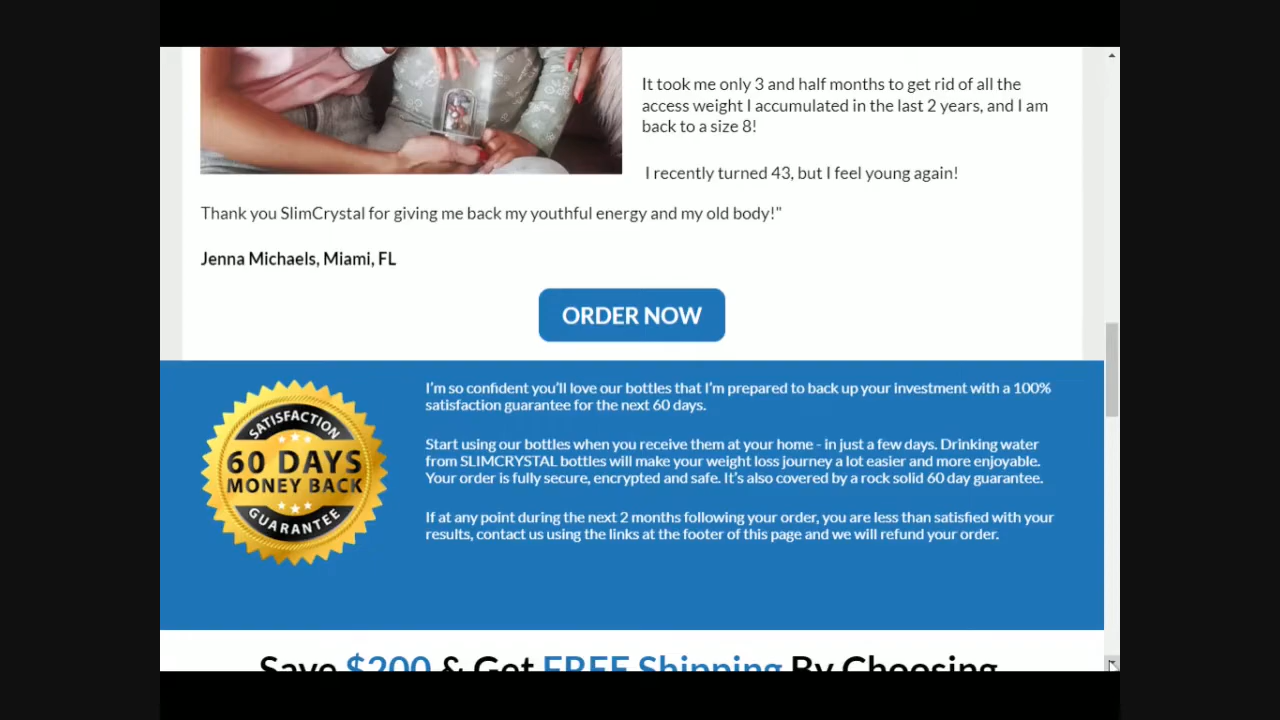 It took me only 3 and half months to get rid of all the
access weight I accumulated in the last 2 years, and I am
back to a size 8!
I recently turned 43, but I feel young again!
Thank you SlimCrystal for giving me back my youthful energy and my old body!"
Jenna Michaels, Miami, FL
ORDER NOW
SATISFACTION
60 DAYS
MONEY BACK
GUARANTEE
I'm so confident you'll love our bottles that I'm prepared to back up your investment with a 100%
satisfaction guarantee for the next 60 days.
Start using our bottles when you receive them at your home - in just a few days. Drinking water
from SLIMCRYSTAL bottles will make your weight loss journey a lot easier and more enjoyable.
Your order is fully secure, encrypted and safe. It's also covered by a rock solid 60 day guarantee.
If at any point during the next 2 months following your order, you are less than satisfied with your
results, contact us using the links at the footer of this page and we will refund your order.
Save $200 & Get FREE Shipping By Choosing